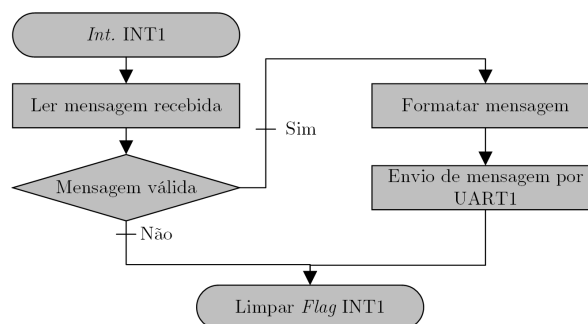 Int. INT1
Ler mensagem recebida
Mensagem válida
Não
Sim
Formatar mensagem
Envio de mensagem por
UART1
Limpar Flag INT1